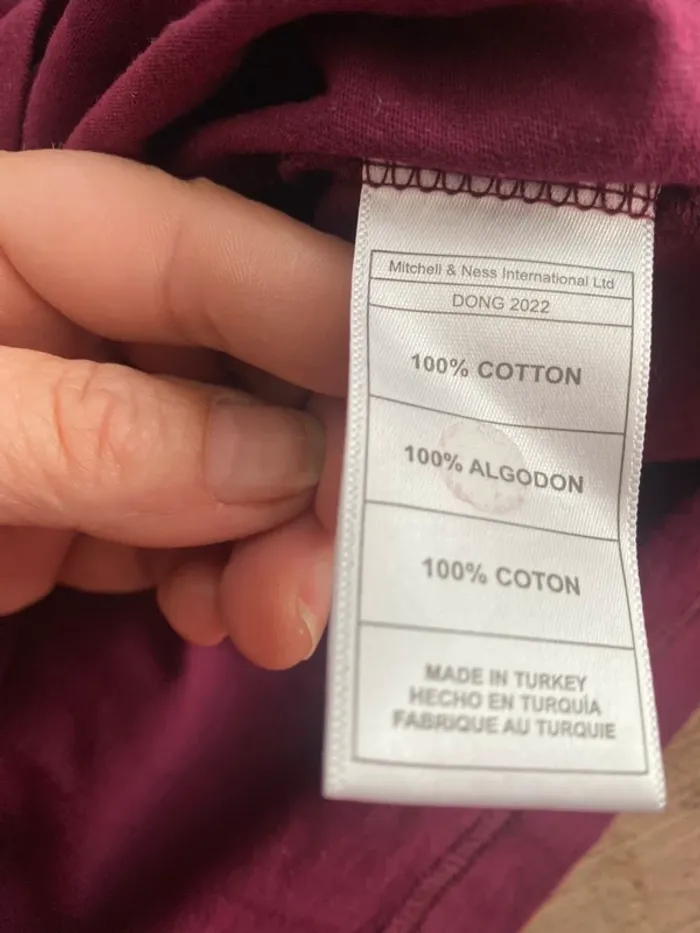 Mitchell & Ness International Ltd
DONG 2022
100% COTTON
100% ALGODON
100% COTON
MADE IN TURKEY
HECHO EN TURQUÍA
FABRIQUE AU TURQUIE